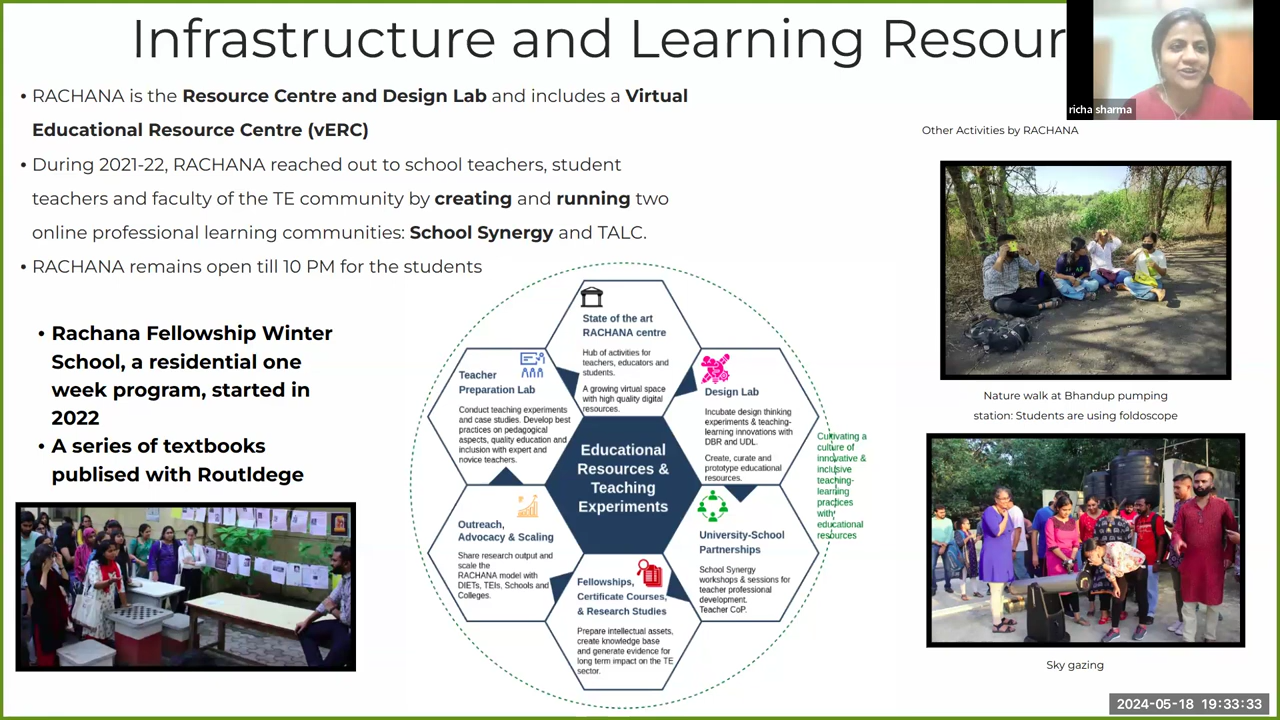 Infrastructure and Learning Resour
richa sharma
• RACHANA is the Resource Centre and Design Lab and includes a Virtual
Educational Resource Centre (vERC)
• During 2021-22, RACHANA reached out to school teachers, student
teachers and faculty of the TE community by creating and running two
online professional learning communities: School Synergy and TALC.
• RACHANA remains open till 10 PM for the students
• Rachana Fellowship Winter
School, a residential one
week program, started in
2022
• A series of textbooks
publised with Routldege
State of the art
RACHANA centre
Hub of activities for
teachers, educators and
students.
A growing virtual space
with high quality digital
resources.
Teacher
Preparation Lab
Conduct teaching experiments
and case studies. Develop best
practices on pedagogical
aspects, quality education and
inclusion with expert and
novice teachers.
Design Lab
Incubate design thinking
experiments & teaching-
learning innovations with
DBR and UDL.
Create, curate and
prototype educational
resources.
Educational
Resources &
Teaching
Experiments
Outreach,
Advocacy & Scaling
Share research output and
scale the
RACHANA model with
DIETs, TEIs, Schools and
Colleges.
University-School
Partnerships
School Synergy
workshops & sessions for
teacher professional
development.
Teacher CoP.
Fellowships,
Certificate Courses,
& Research Studies
Prepare intellectual assets,
create knowledge base
and generate evidence for
long term impact on the TE
sector.
Cultivating a
culture of
innovative &
inclusive
teaching-
learning
practices
with
educational
resources
Other Activities by RACHANA
Nature walk at Bhandup pumping
station: Students are using foldoscope
Sky gazing
2024-05-18 19:33:33